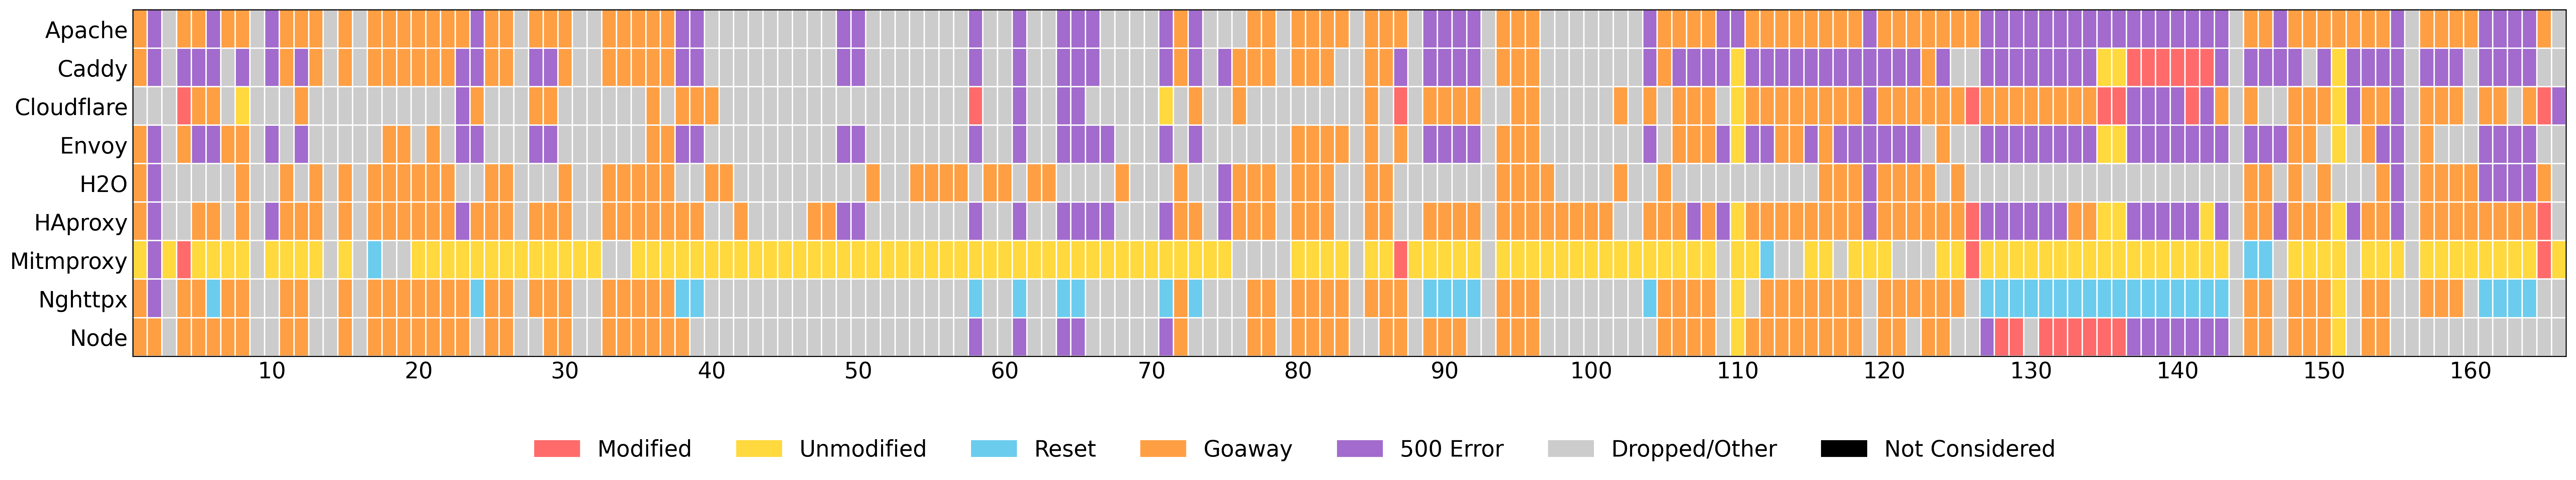 Apache
Caddy
Cloudflare
Envoy
H2O
HAproxy
Mitmproxy
Nghttpx
Node
10 20 30 40 50 60 70 80 90 100 110 120 130 140 150 160
Modified Unmodified Reset Goaway 500 Error Dropped/Other Not Considered